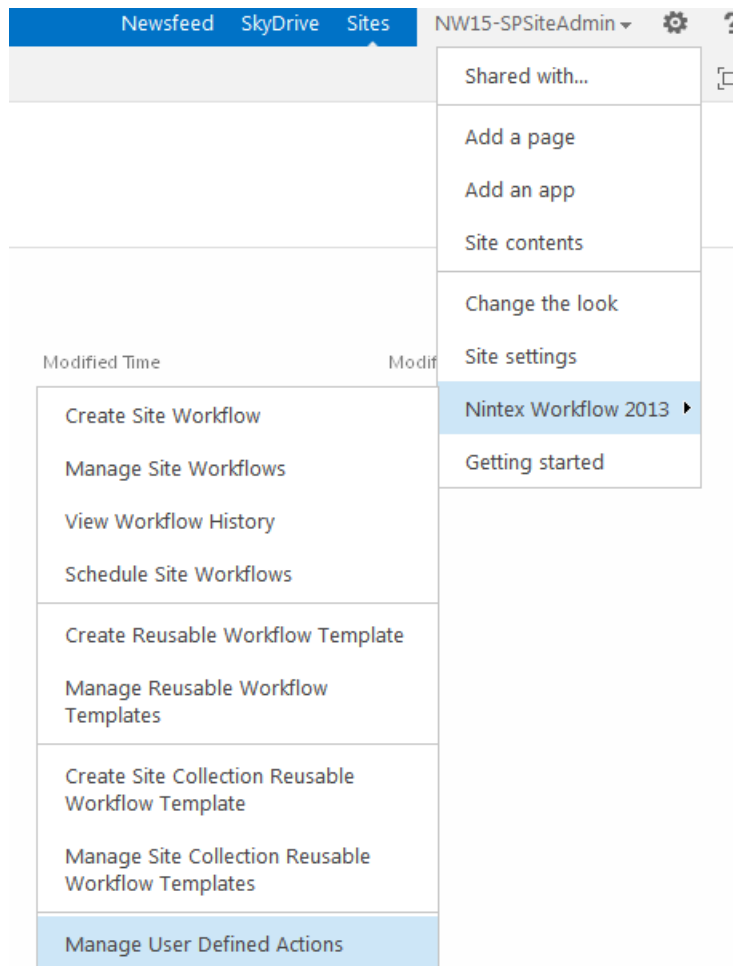 Newsfeed SkyDrive Sites NW15-SPSiteAdmin ?
Shared with...
Add a page
Add an app
Site contents
Change the look
Site settings
Nintex Workflow 2013
Getting started
Modified Time Modif
Create Site Workflow
Manage Site Workflows
View Workflow History
Schedule Site Workflows
Create Reusable Workflow Template
Manage Reusable Workflow
Templates
Create Site Collection Reusable
Workflow Template
Manage Site Collection Reusable
Workflow Templates
Manage User Defined Actions